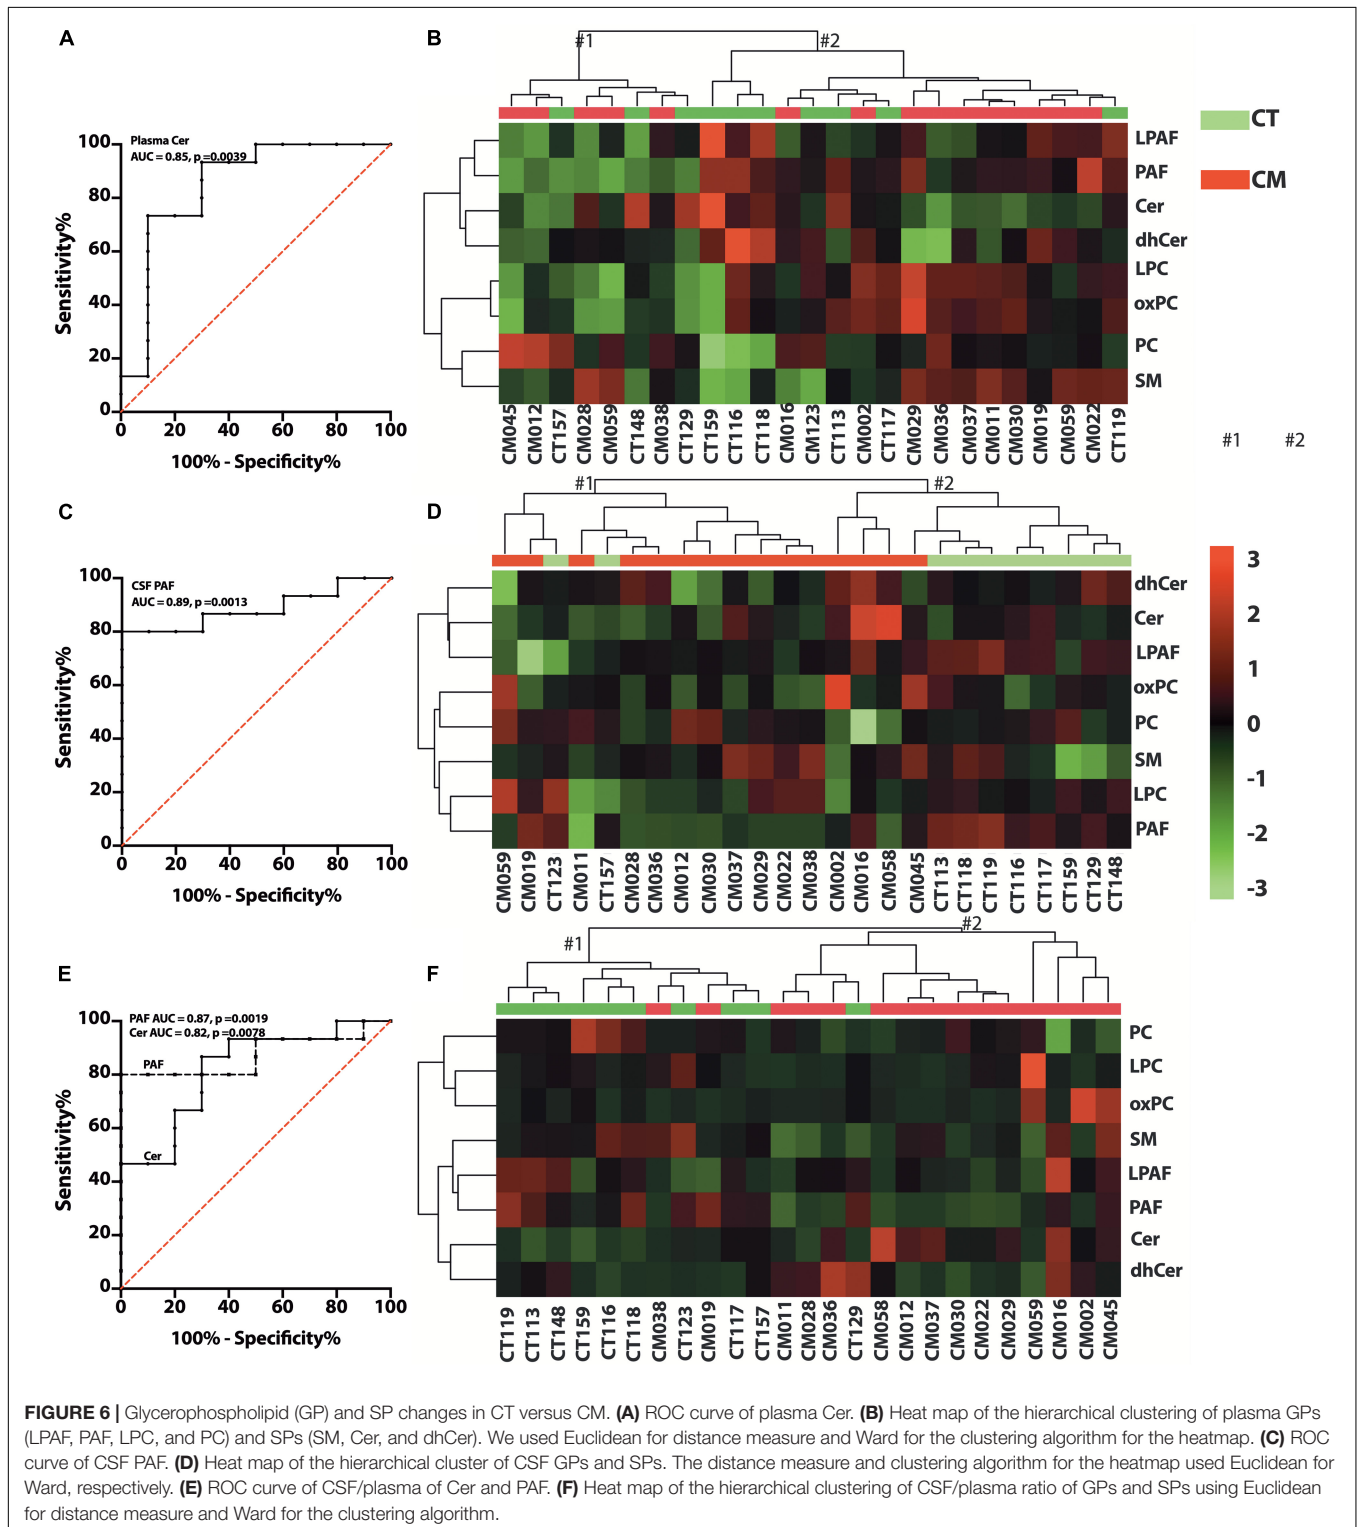 A
Plasma Cer
AUC = 0.85, p =0.0039
100
80
60
40
20
0
Sensitivity%
0 20 40 60 80 100
100% - Specificity%
B
#1 #2
LPAF
PAF
Cer
dhCer
LPC
oxPC
PC
SM
CM045 CM012 CT157 CM028 CM059 CT148 CM038 CT129 CT159 CT116 CT118 CM016 CM123 CT113 CM002 CT117 CM029 CM036 CM037 CM011 CM030 CM019 CM059 CM022 CT119
CT
CM
#1 #2
C
CSF PAF
AUC = 0.89, p =0.0013
100
80
60
40
20
0
Sensitivity%
0 20 40 60 80 100
100% - Specificity%
D
#1 #2
dhCer
Cer
LPAF
oxPC
PC
SM
LPC
PAF
CM059 CM019 CT123 CM011 CT157 CM028 CM036 CM012 CM030 CM037 CM029 CM022 CM038 CM002 CM016 CM058 CM045 CT113 CT118 CT119 CT116 CT117 CT159 CT129 CT148
3
2
1
0
-1
-2
-3
E
PAF AUC = 0.87, p =0.0019
Cer AUC = 0.82, p =0.0078
PAF
Cer
100
80
60
40
20
0
Sensitivity%
0 20 40 60 80 100
100% - Specificity%
F
#1 #2
PC
LPC
oxPC
SM
LPAF
PAF
Cer
dhCer
CT119 CT113 CT148 CT159 CT116 CT118 CM038 CT123 CM019 CT117 CT157 CM011 CM028 CM036 CT129 CM058 CM012 CM037 CM030 CM022 CM029 CM059 CM016 CM002 CM045
FIGURE 6 | Glycerophospholipid (GP) and SP changes in CT versus CM. (A) ROC curve of plasma Cer. (B) Heat map of the hierarchical clustering of plasma GPs
(LPAF, PAF, LPC, and PC) and SPs (SM, Cer, and dhCer). We used Euclidean for distance measure and Ward for the clustering algorithm for the heatmap. (C) ROC
curve of CSF PAF. (D) Heat map of the hierarchical cluster of CSF GPs and SPs. The distance measure and clustering algorithm for the heatmap used Euclidean for
Ward, respectively. (E) ROC curve of CSF/plasma of Cer and PAF. (F) Heat map of the hierarchical clustering of CSF/plasma ratio of GPs and SPs using Euclidean
for distance measure and Ward for the clustering algorithm.